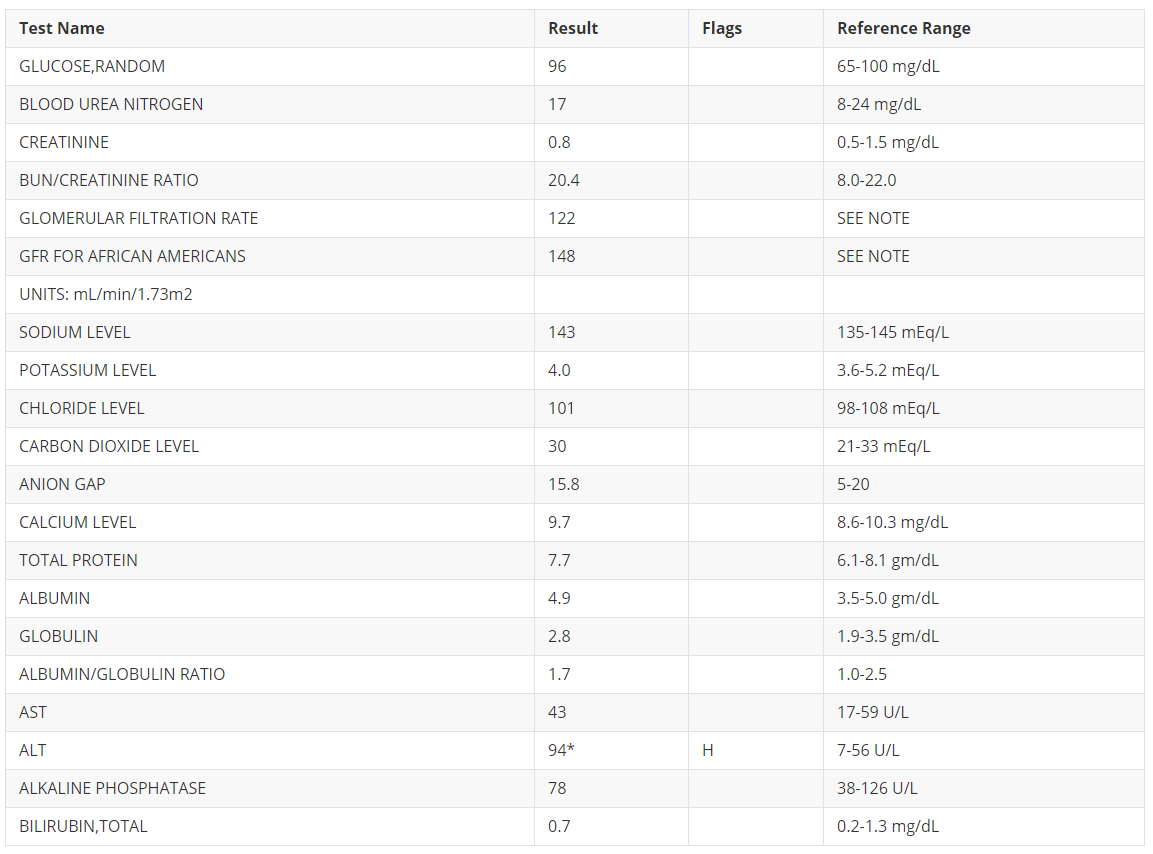 Test Name Result Flags Reference Range
GLUCOSE,RANDOM 96 65-100 mg/dL
BLOOD UREA NITROGEN 17 8-24 mg/dL
CREATININE 0.8 0.5-1.5 mg/dL
BUN/CREATININE RATIO 20.4 8.0-22.0
GLOMERULAR FILTRATION RATE 122 SEE NOTE
GFR FOR AFRICAN AMERICANS 148 SEE NOTE
UNITS: mL/min/1.73m2
SODIUM LEVEL 143 135-145 mEq/L
POTASSIUM LEVEL 4.0 3.6-5.2 mEq/L
CHLORIDE LEVEL 101 98-108 mEq/L
CARBON DIOXIDE LEVEL 30 21-33 mEq/L
ANION GAP 15.8 5-20
CALCIUM LEVEL 9.7 8.6-10.3 mg/dL
TOTAL PROTEIN 7.7 6.1-8.1 gm/dL
ALBUMIN 4.9 3.5-5.0 gm/dL
GLOBULIN 2.8 1.9-3.5 gm/dL
ALBUMIN/GLOBULIN RATIO 1.7 1.0-2.5
AST 43 17-59 U/L
ALT 94* H 7-56 U/L
ALKALINE PHOSPHATASE 78 38-126 U/L
BILIRUBIN,TOTAL 0.7 0.2-1.3 mg/dL